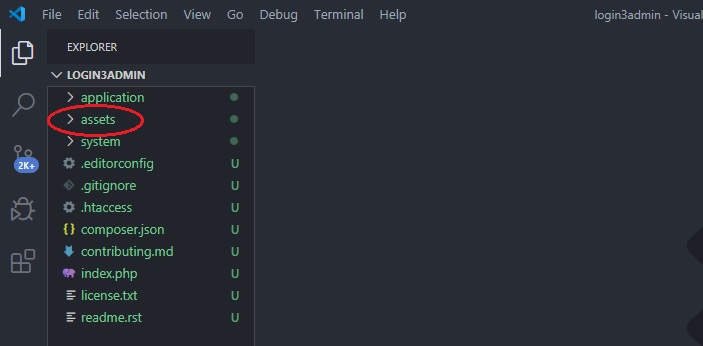 File Edit Selection View Go Debug Terminal Help login3admin - Visual
EXPLORER
LOGIN3ADMIN
application
assets
system
.editorconfig U
.gitignore U
.htaccess U
composer.json U
contributing.md U
index.php U
license.txt U
readme.rst U
2K+